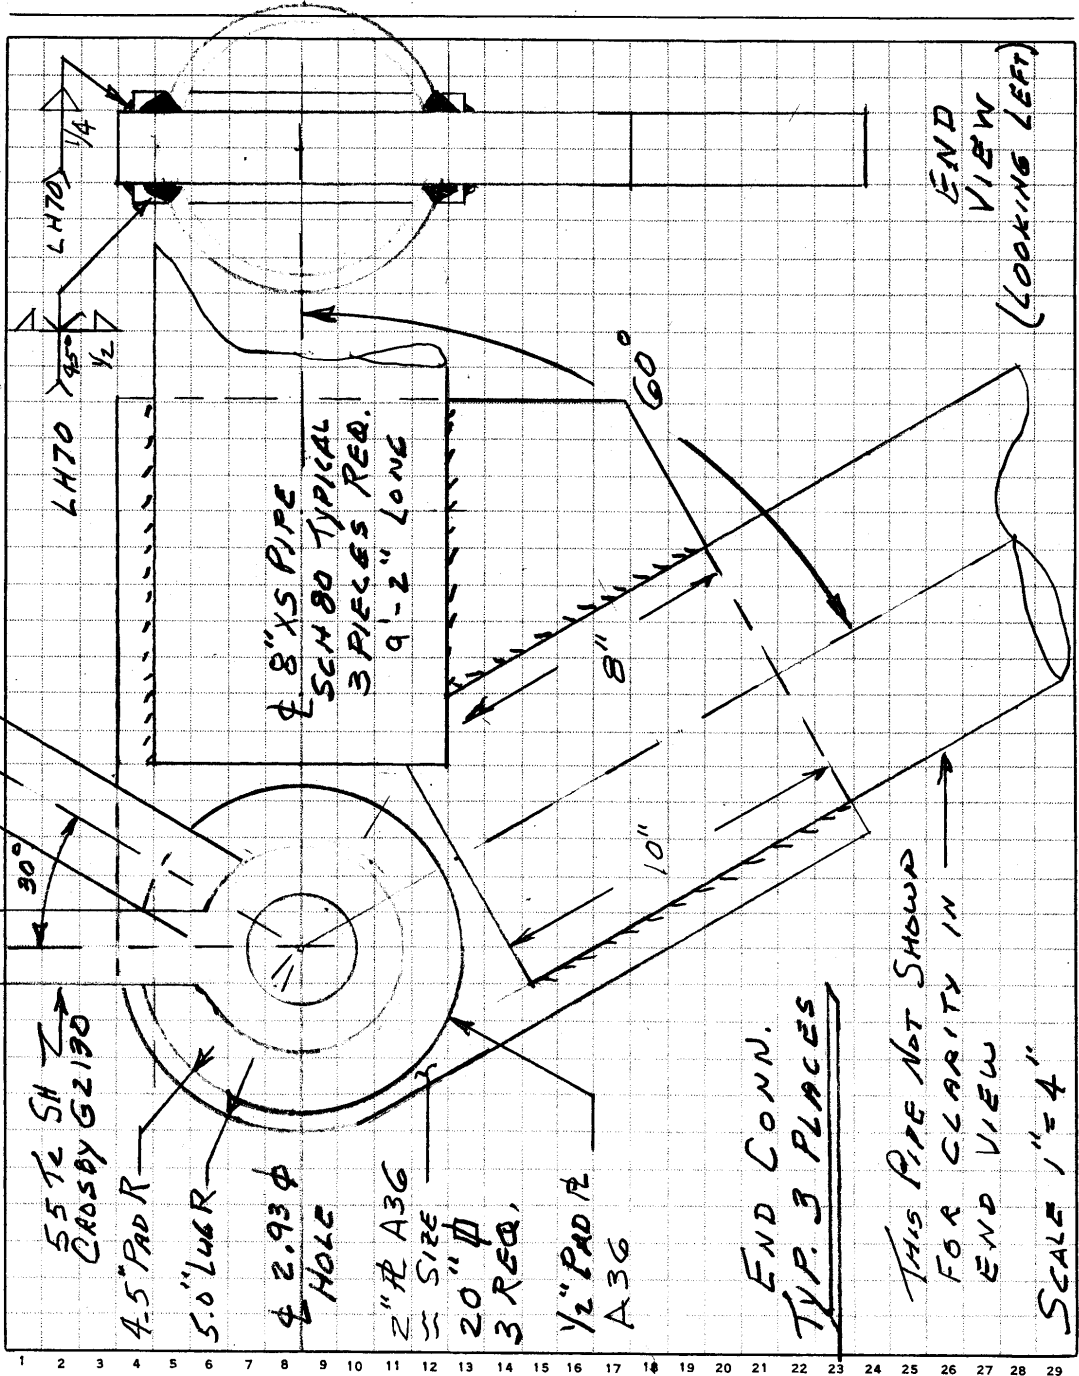 55 Te SH
CROSBY G2130
4.5" PAD R
5.0" LUG R
℄ 2.93 ⌀
HOLE
2" ℞ A36
≈ SIZE
20" #
3 REQ.
1/2" PAD ℞
A36
30°
END CONN.
TYP. 3 PLACES
THIS PIPE NOT SHOWN
FOR CLARITY IN
END VIEW
SCALE 1" = 4"
10"
8"
60°
℄ 8" XS PIPE
SCH 80 TYPICAL
3 PIECES REQ.
9'-2" LONG
LH70
45°
1/2
LH70
1/4
END
VIEW
(LOOKING LEFT)
1
2
3
4
5
6
7
8
9
10
11
12
13
14
15
16
17
18
19
20
21
22
23
24
25
26
27
28
29